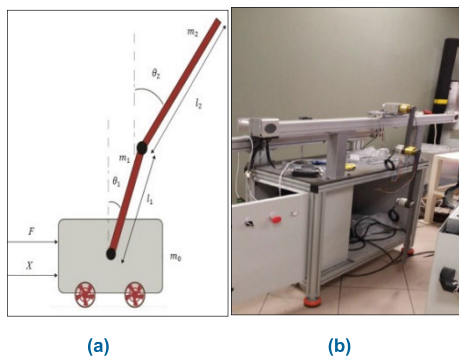 m₂
θ₂
l₂
m₁
θ₁
l₁
F
m₀
X
(a)
(b)